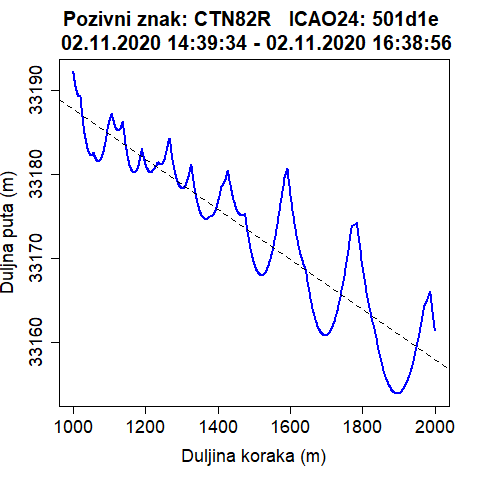 Pozivni znak: CTN82R   ICAO24: 501d1e
02.11.2020 14:39:34 - 02.11.2020 16:38:56
Duljna puta (m)
33190
33180
33170
33160
1000 1200 1400 1600 1800 2000
Duljina koraka (m)